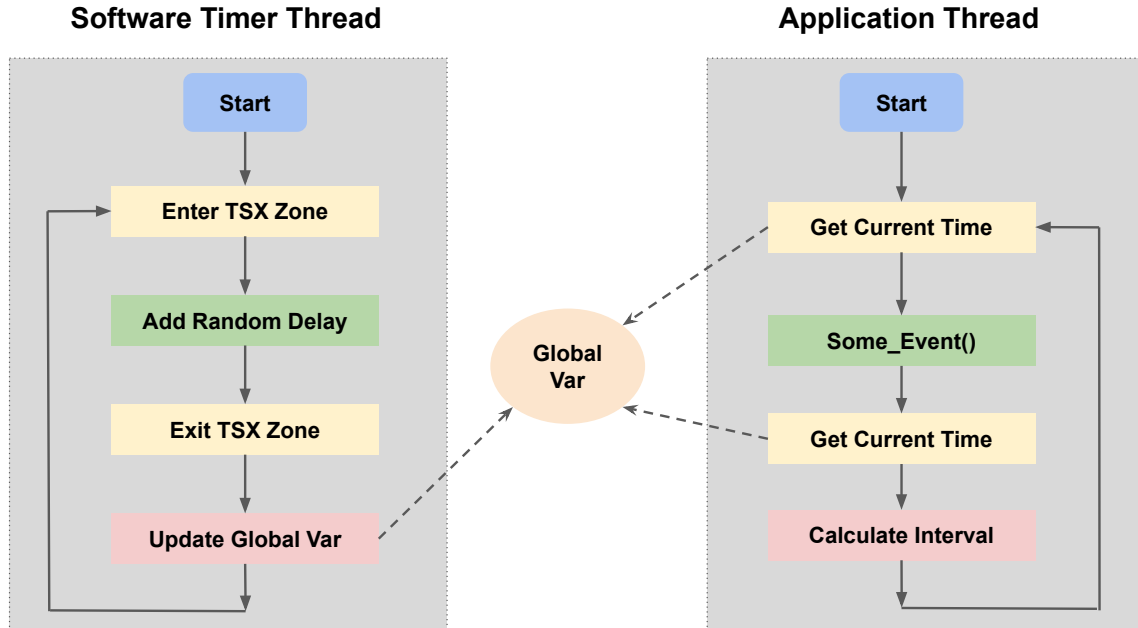 Software Timer Thread
Start
Enter TSX Zone
Add Random Delay
Exit TSX Zone
Update Global Var
Global
Var
Application Thread
Start
Get Current Time
Some_Event()
Get Current Time
Calculate Interval